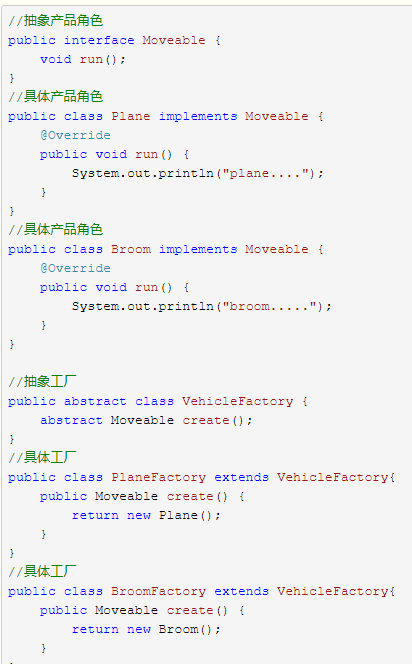 //抽象产品角色
public interface Moveable {
    void run();
}
//具体产品角色
public class Plane implements Moveable {
    @Override
    public void run() {
        System.out.println("plane....");
    }
}
//具体产品角色
public class Broom implements Moveable {
    @Override
    public void run() {
        System.out.println("broom.....");
    }
}

//抽象工厂
public abstract class VehicleFactory {
    abstract Moveable create();
}
//具体工厂
public class PlaneFactory extends VehicleFactory{
    public Moveable create() {
        return new Plane();
    }
}
//具体工厂
public class BroomFactory extends VehicleFactory{
    public Moveable create() {
        return new Broom();
    }